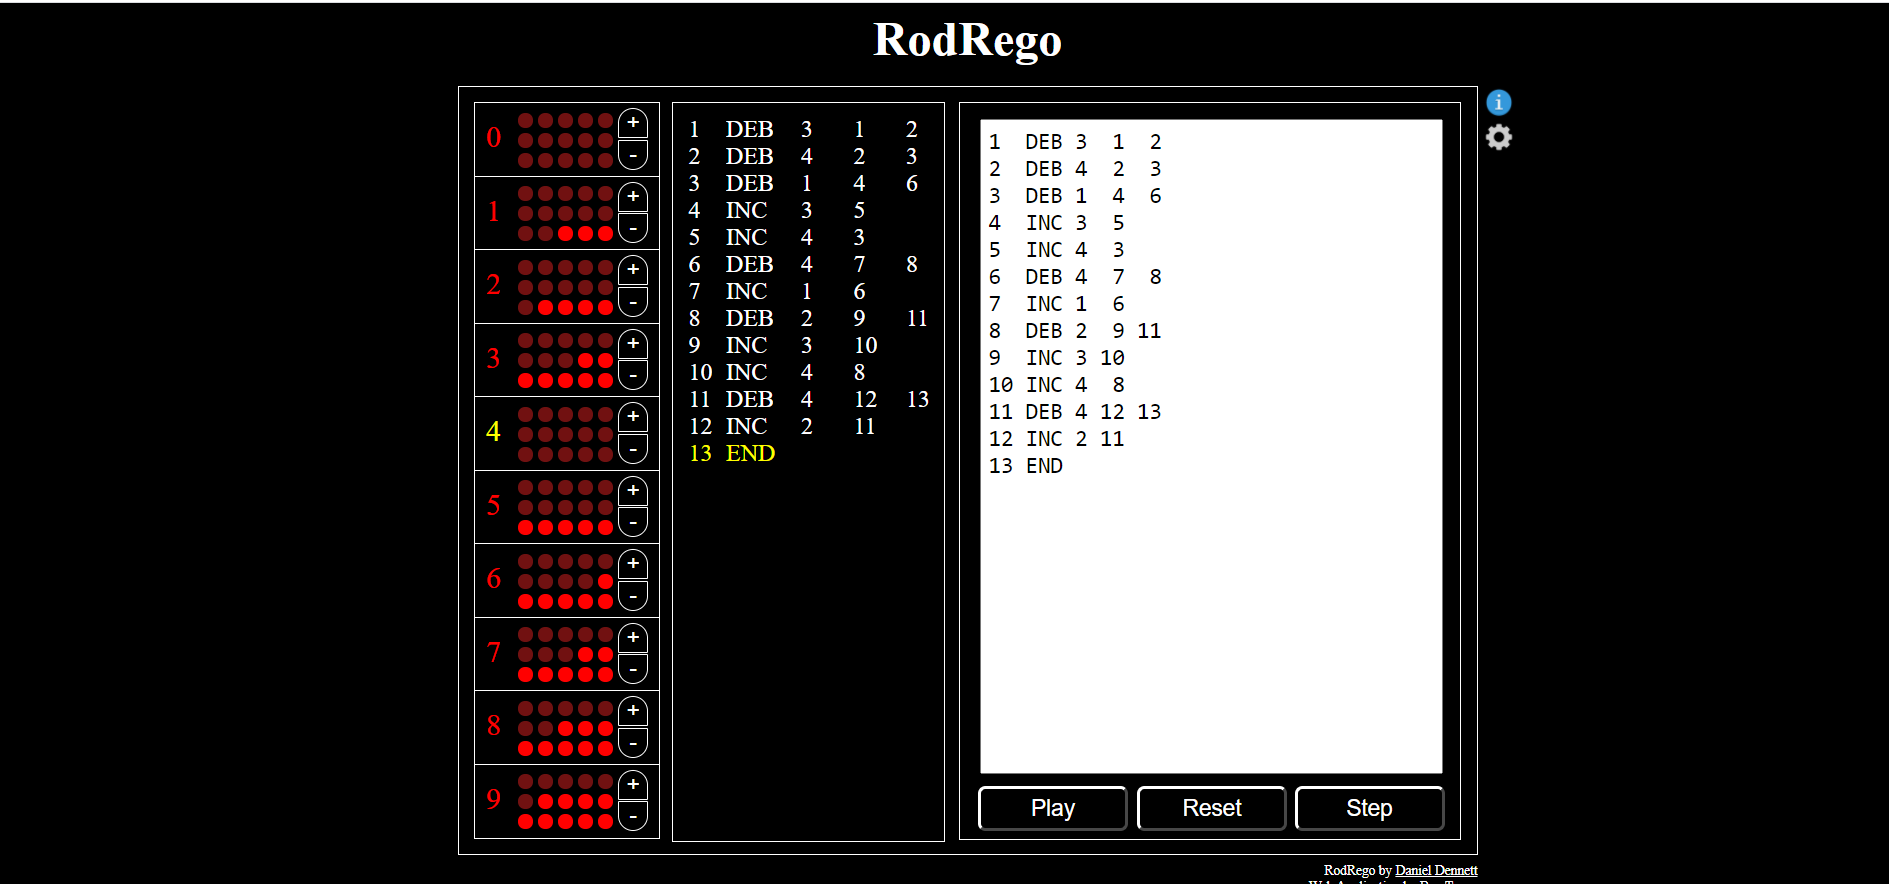 RodRego
0 + -
1 + -
2 + -
3 + -
4 + -
5 + -
6 + -
7 + -
8 + -
9 + -
1 DEB 3 1 2
2 DEB 4 2 3
3 DEB 1 4 6
4 INC 3 5
5 INC 4 3
6 DEB 4 7 8
7 INC 1 6
8 DEB 2 9 11
9 INC 3 10
10 INC 4 8
11 DEB 4 12 13
12 INC 2 11
13 END
1 DEB 3 1 2
2 DEB 4 2 3
3 DEB 1 4 6
4 INC 3 5
5 INC 4 3
6 DEB 4 7 8
7 INC 1 6
8 DEB 2 9 11
9 INC 3 10
10 INC 4 8
11 DEB 4 12 13
12 INC 2 11
13 END
Play Reset Step
i
RodRego by Daniel Dennett